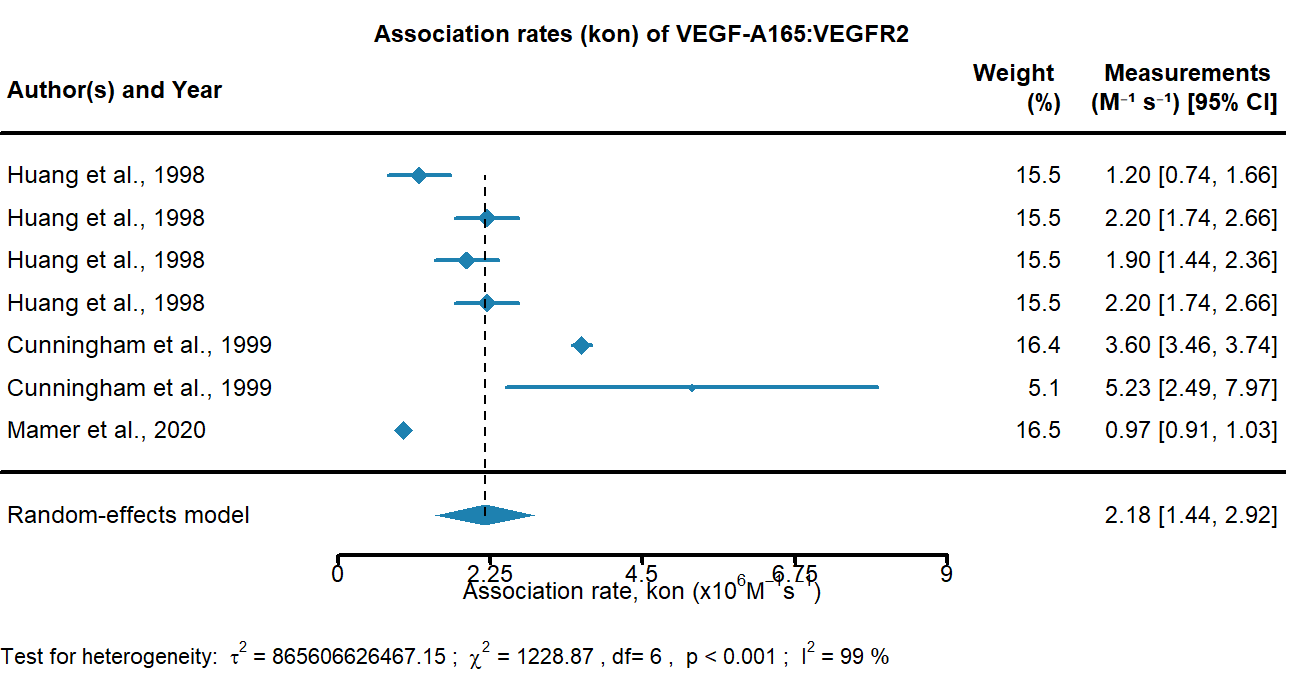 Association rates (kon) of VEGF-A165:VEGFR2
Author(s) and Year Weight (%) Measurements (M⁻¹ s⁻¹) [95% CI]
Huang et al., 1998 15.5 1.20 [0.74, 1.66]
Huang et al., 1998 15.5 2.20 [1.74, 2.66]
Huang et al., 1998 15.5 1.90 [1.44, 2.36]
Huang et al., 1998 15.5 2.20 [1.74, 2.66]
Cunningham et al., 1999 16.4 3.60 [3.46, 3.74]
Cunningham et al., 1999 5.1 5.23 [2.49, 7.97]
Mamer et al., 2020 16.5 0.97 [0.91, 1.03]
Random-effects model 2.18 [1.44, 2.92]
0 2.25 4.5 6.75 9
Association rate, kon (x10⁶M⁻¹s⁻¹)
Test for heterogeneity: τ² = 865606626467.15 ; χ² = 1228.87 , df= 6 , p < 0.001 ; I² = 99 %